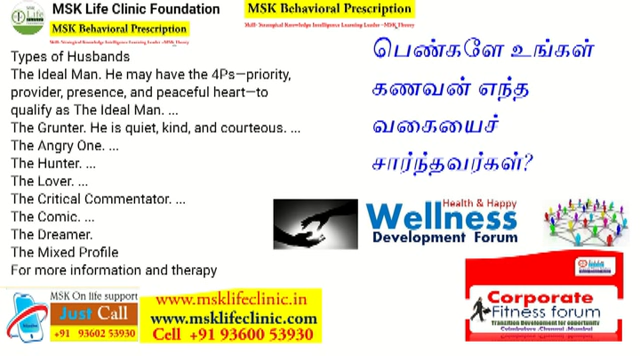 MSK Life Clinic Foundation
MSK Behavioral Prescription
MSK Behavioral Prescription
Types of Husbands
The Ideal Man. He may have the 4Ps—priority,
provider, presence, and peaceful heart—to
qualify as The Ideal Man. ...
The Grunter. He is quiet, kind, and courteous. ...
The Angry One. ...
The Hunter. ...
The Lover. ...
The Critical Commentator. ...
The Comic. ...
The Dreamer.
The Mixed Profile
For more information and therapy
பெண்களே உங்கள்
கணவன் எந்த
வகையைச்
சார்ந்தவர்கள்?
Health & Happy
Wellness
Development Forum
MSK On life support
Just Call
+91 93602 53930
www.msklifeclinic.in
www.msklifeclinic.com
Cell +91 93600 53930
Corporate
Fitness forum
Transition Development for opportunity